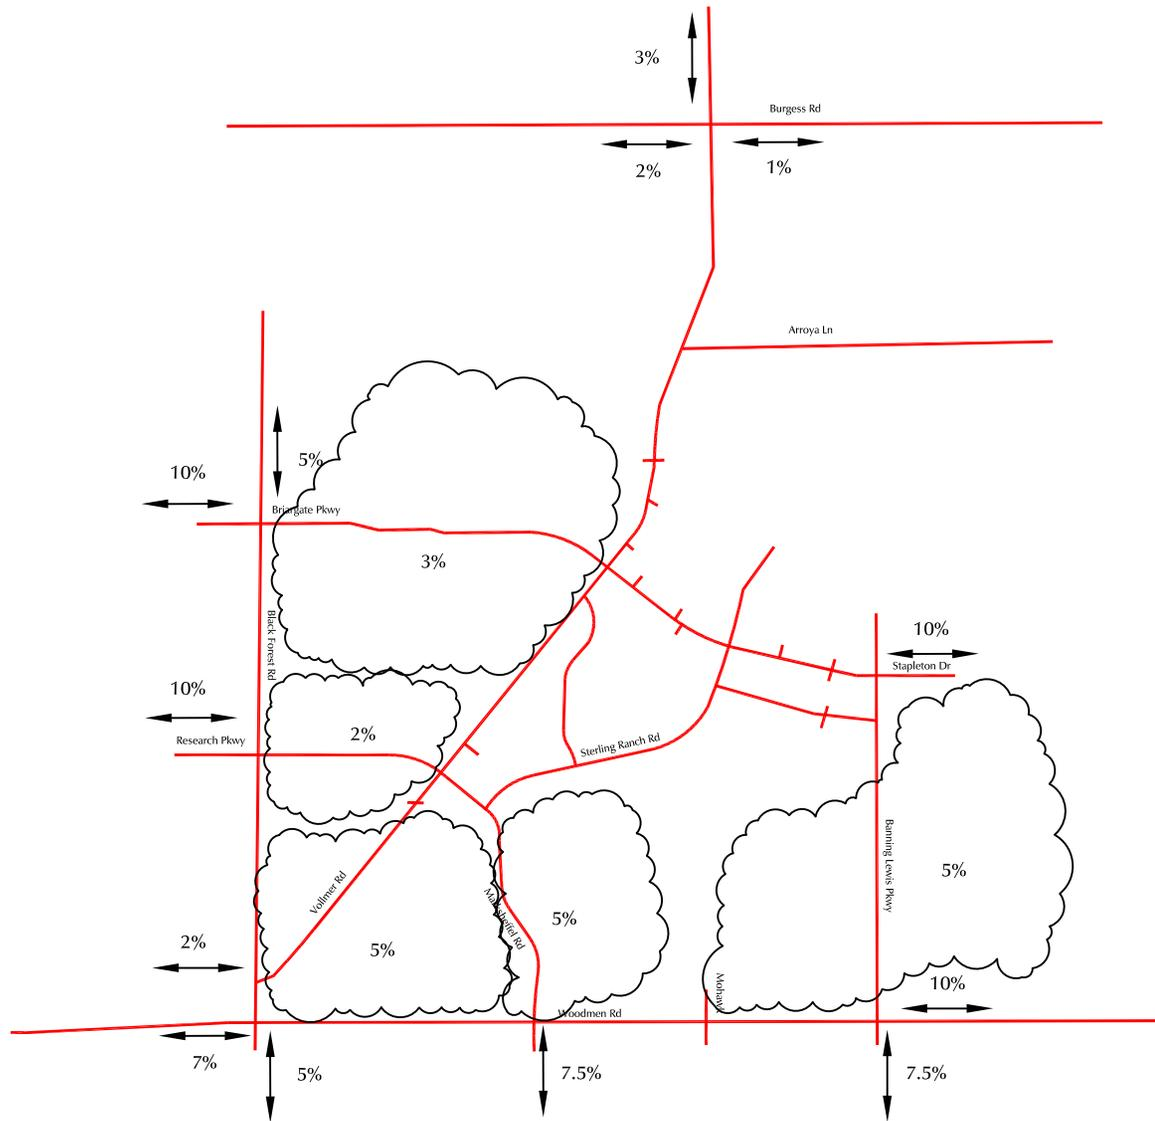 3%
Burgess Rd
2%
1%
Arroya Ln
10%
5%
Briargate Pkwy
3%
Black Forest Rd
10%
Stapleton Dr
10%
Research Pkwy
2%
Sterling Ranch Rd
Banning Lewis Pkwy
5%
Vollmer Rd
Marksheffel Rd
5%
2%
5%
Mohawk
10%
Woodmen Rd
7%
5%
7.5%
7.5%